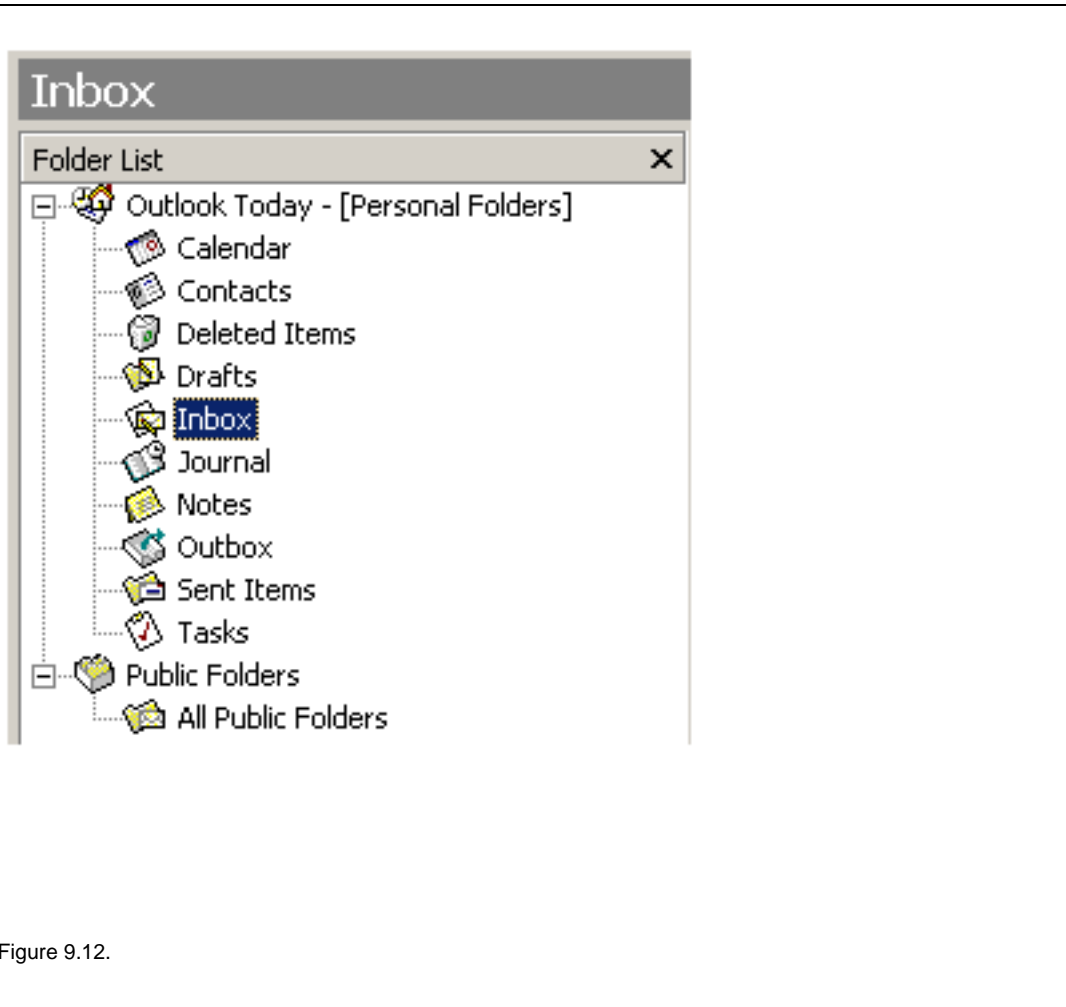 Inbox
Folder List
Outlook Today - [Personal Folders]
Calendar
Contacts
Deleted Items
Drafts
Inbox
Journal
Notes
Outbox
Sent Items
Tasks
Public Folders
All Public Folders
Figure 9.12.